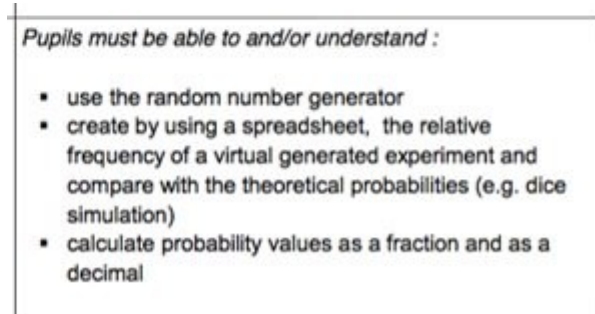 Pupils must be able to and/or understand :
▪ use the random number generator
▪ create by using a spreadsheet, the relative
frequency of a virtual generated experiment and
compare with the theoretical probabilities (e.g. dice
simulation)
▪ calculate probability values as a fraction and as a
decimal